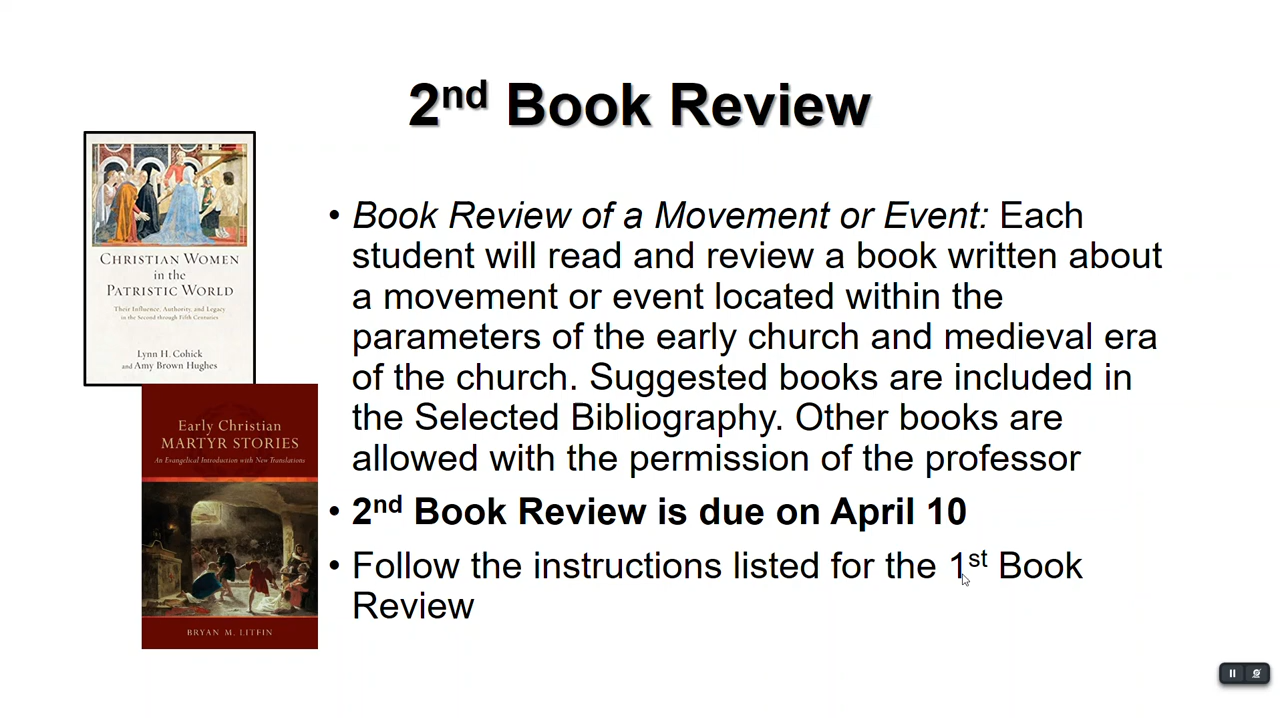 2nd Book Review
CHRISTIAN WOMEN
in the
PATRISTIC WORLD
Their Influence, Authority, and Legacy
in the Second through Fifth Centuries
Lynn H. Cohick
and Amy Brown Hughes
Early Christian
MARTYR STORIES
An Evangelical Introduction with New Translations
BRYAN M. LITFIN
• Book Review of a Movement or Event: Each
student will read and review a book written about
a movement or event located within the
parameters of the early church and medieval era
of the church. Suggested books are included in
the Selected Bibliography. Other books are
allowed with the permission of the professor
• 2nd Book Review is due on April 10
• Follow the instructions listed for the 1st Book
Review